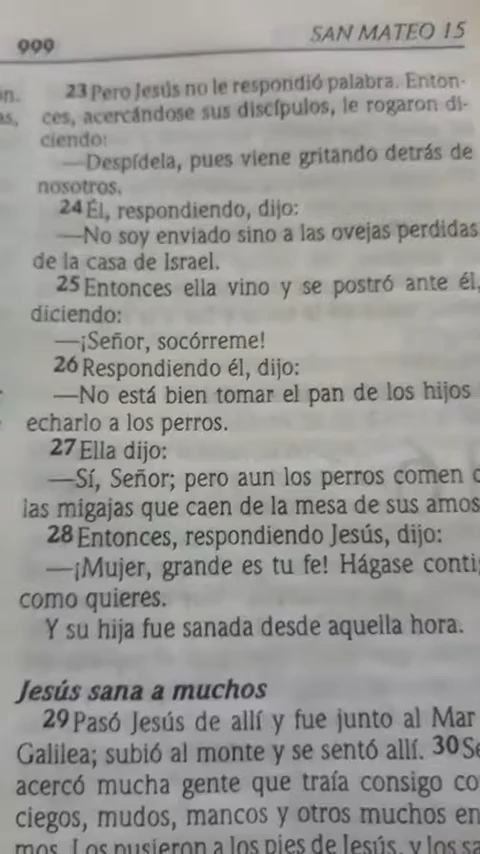 999
SAN MATEO 15
23 Pero Jesús no le respondió palabra. Enton-
ces, acercándose sus discípulos, le rogaron di-
ciendo:
—Despídela, pues viene gritando detrás de
nosotros.
24 Él, respondiendo, dijo:
—No soy enviado sino a las ovejas perdidas
de la casa de Israel.
25 Entonces ella vino y se postró ante él,
diciendo:
—¡Señor, socórreme!
26 Respondiendo él, dijo:
—No está bien tomar el pan de los hijos
echarlo a los perros.
27 Ella dijo:
—Sí, Señor; pero aun los perros comen
las migajas que caen de la mesa de sus amos
28 Entonces, respondiendo Jesús, dijo:
—¡Mujer, grande es tu fe! Hágase conti
como quieres.
Y su hija fue sanada desde aquella hora.
Jesús sana a muchos
29 Pasó Jesús de allí y fue junto al Mar
Galilea; subió al monte y se sentó allí. 30 Se
acercó mucha gente que traía consigo co
ciegos, mudos, mancos y otros muchos en
mos. Los pusieron a los pies de Jesús, y los sa